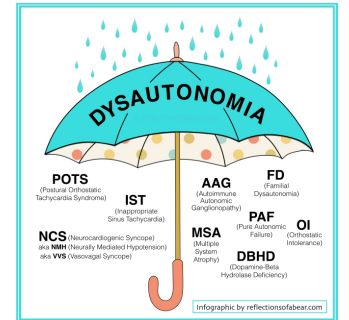 DYSAUTONOMIA
POTS
(Postural Orthostatic
Tachycardia Syndrome)
IST
(Inappropriate
Sinus Tachycardia)
NCS (Neurocardiogenic Syncope)
aka NMH (Neurally Mediated Hypotension)
aka VVS (Vasovagal Syncope)
AAG
(Autoimmune
Autonomic
Ganglionopathy)
FD
(Familial
Dysautonomia)
MSA
(Multiple
System
Atrophy)
PAF
(Pure Autonomic
Failure)
OI
(Orthostatic
Intolerance)
DBHD
(Dopamine-Beta
Hydrolase Deficiency)
Infographic by reflectionsofabear.com